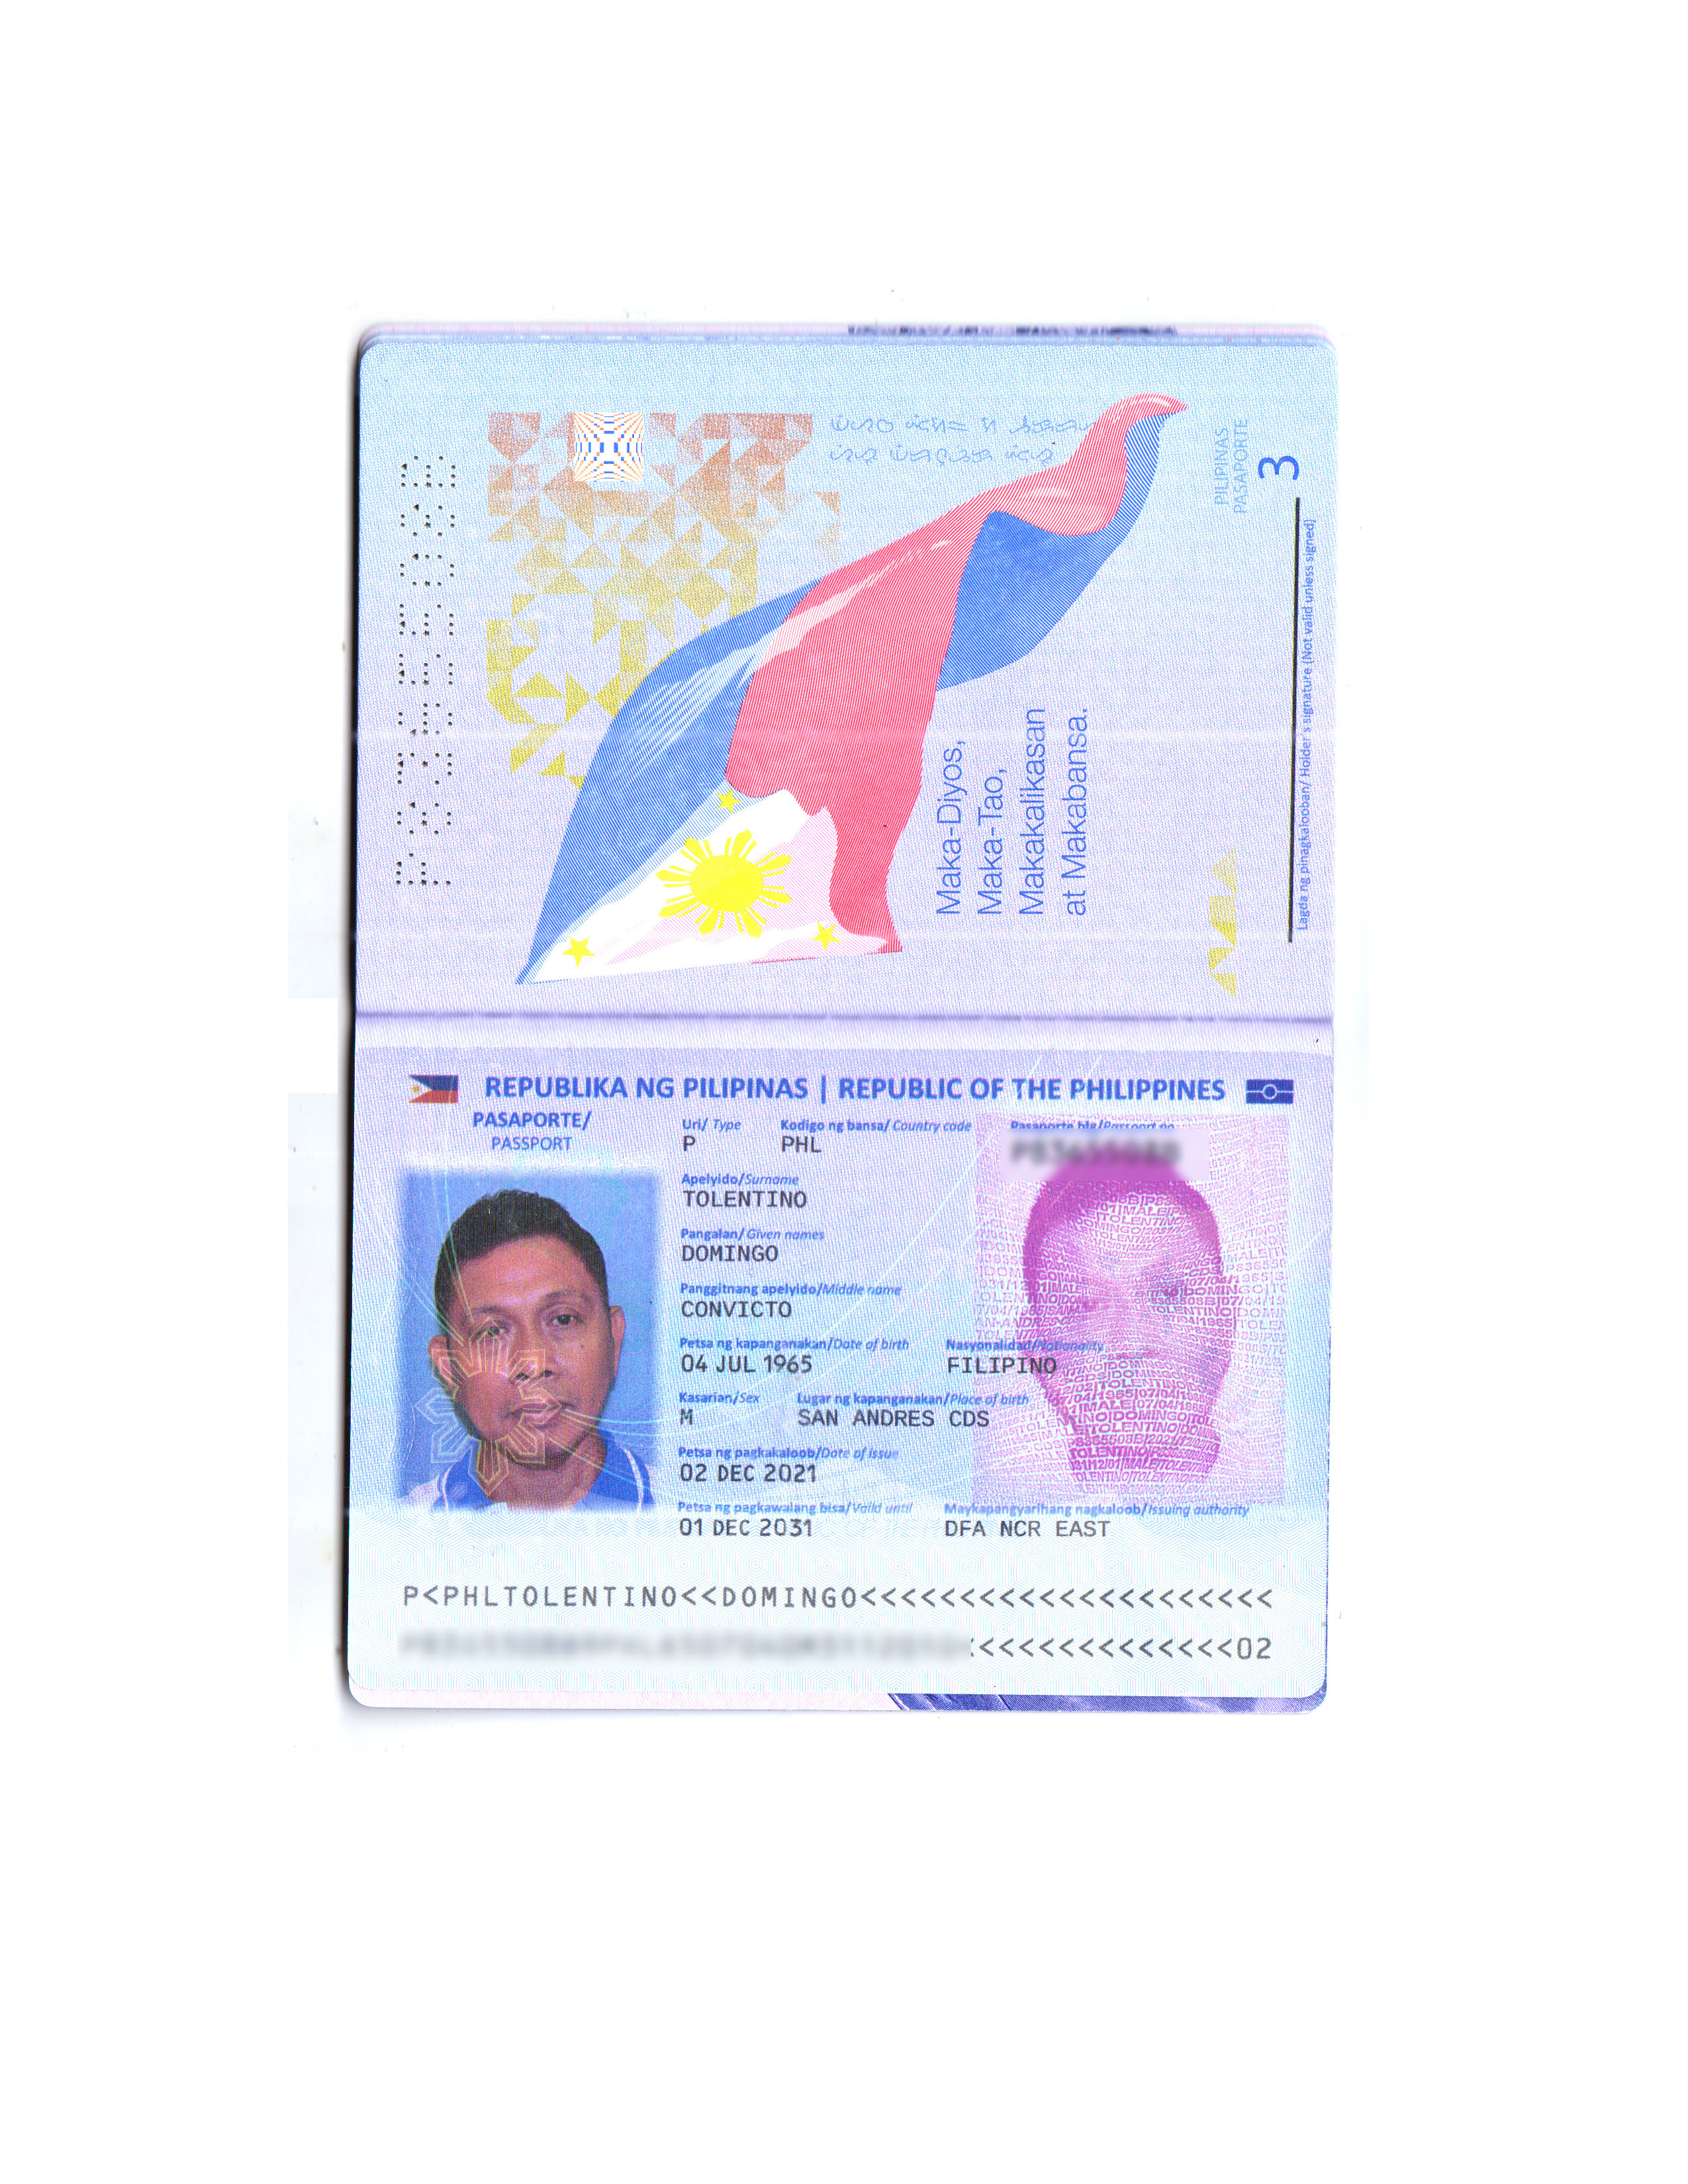 PILIPINAS
PASAPORTE
3
Maka-Diyos,
Maka-Tao,
Makakalikasan
at Makabansa.
Lagda ng pinagkalooban/ Holder's signature (Not valid unless signed)
REPUBLIKA NG PILIPINAS | REPUBLIC OF THE PHILIPPINES
PASAPORTE/
PASSPORT
Uri/ Type
P
Kodigo ng bansa/ Country code
PHL
Apelyido/Surname
TOLENTINO
Pangalan/ Given names
DOMINGO
Panggitnang apelyido/Middle name
CONVICTO
Petsa ng kapanganakan/Date of birth
04 JUL 1965
Nasyonalidad/Nationality
FILIPINO
Kasarian/Sex
M
Lugar ng kapanganakan/Place of birth
SAN ANDRES CDS
Petsa ng pagkakaloob/Date of issue
02 DEC 2021
Petsa ng pagkawalang bisa/Valid until
01 DEC 2031
Maykapangyarihang nagkaloob/Issuing authority
DFA NCR EAST
P<PHLTOLENTINO<<DOMINGO<<<<<<<<<<<<<<<<<<<<<
<<<<<<<<<<<<<02